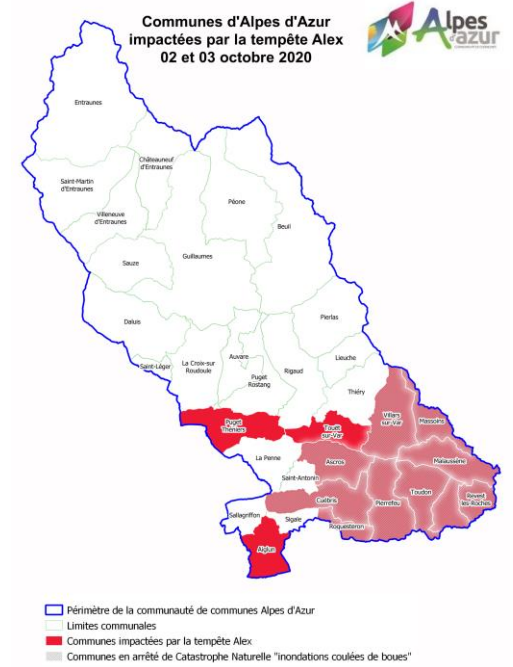 Communes d'Alpes d'Azur
impactées par la tempête Alex
02 et 03 octobre 2020
Alpes
d'azur
Entraunes
Châteauneuf
d'Entraunes
Saint-Martin
d'Entraunes
Villeneuve
d'Entraunes
Péone
Beuil
Sauze
Guillaumes
Daluis
Pierlas
Saint-Léger
La Croix-sur
Roudoule
Auvare
Puget
Rostang
Rigaud
Lieuche
Thiéry
Puget
Théniers
Touët
sur-Var
Villars
sur-Var
Massoins
La Penne
Ascros
Malaussène
Saint-Antonin
Toudon
Revest
les-Roches
Cuébris
Pierrefeu
Sallagriffon
Sigale
Roquesteron
Aiglun
Périmètre de la communauté de communes Alpes d'Azur
Limites communales
Communes impactées par la tempête Alex
Communes en arrêté de Catastrophe Naturelle "inondations coulées de boues"